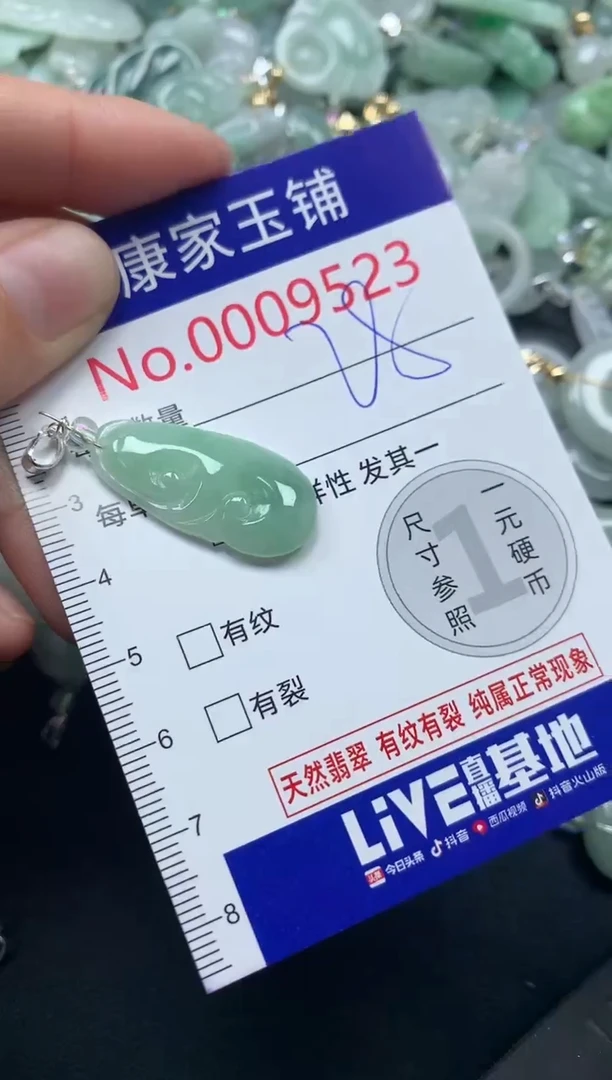 康家玉铺
No.0009523
数量
每 样性 发其一
一元硬币
尺寸参照
1
3
4
5
6
7
8
有纹
有裂
天然翡翠 有纹有裂 纯属正常现象
LiVE直播基地
头条 今日头条 抖音 西瓜视频 抖音火山版